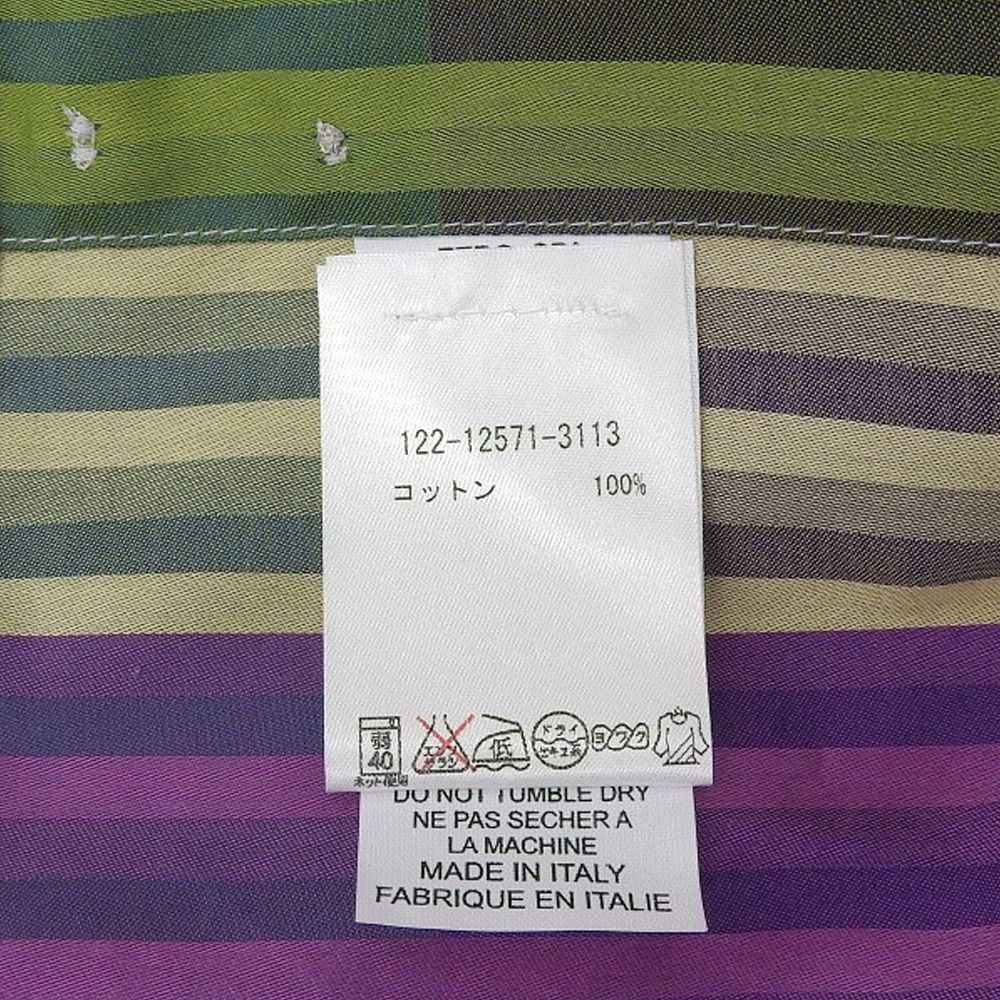 122-12571-3113
コットン 100%
弱
40
ネット使用
エンソ
サラシ
低
ドライ
セキユ系
ヨワク
DO NOT TUMBLE DRY
NE PAS SECHER A
LA MACHINE
MADE IN ITALY
FABRIQUE EN ITALIE